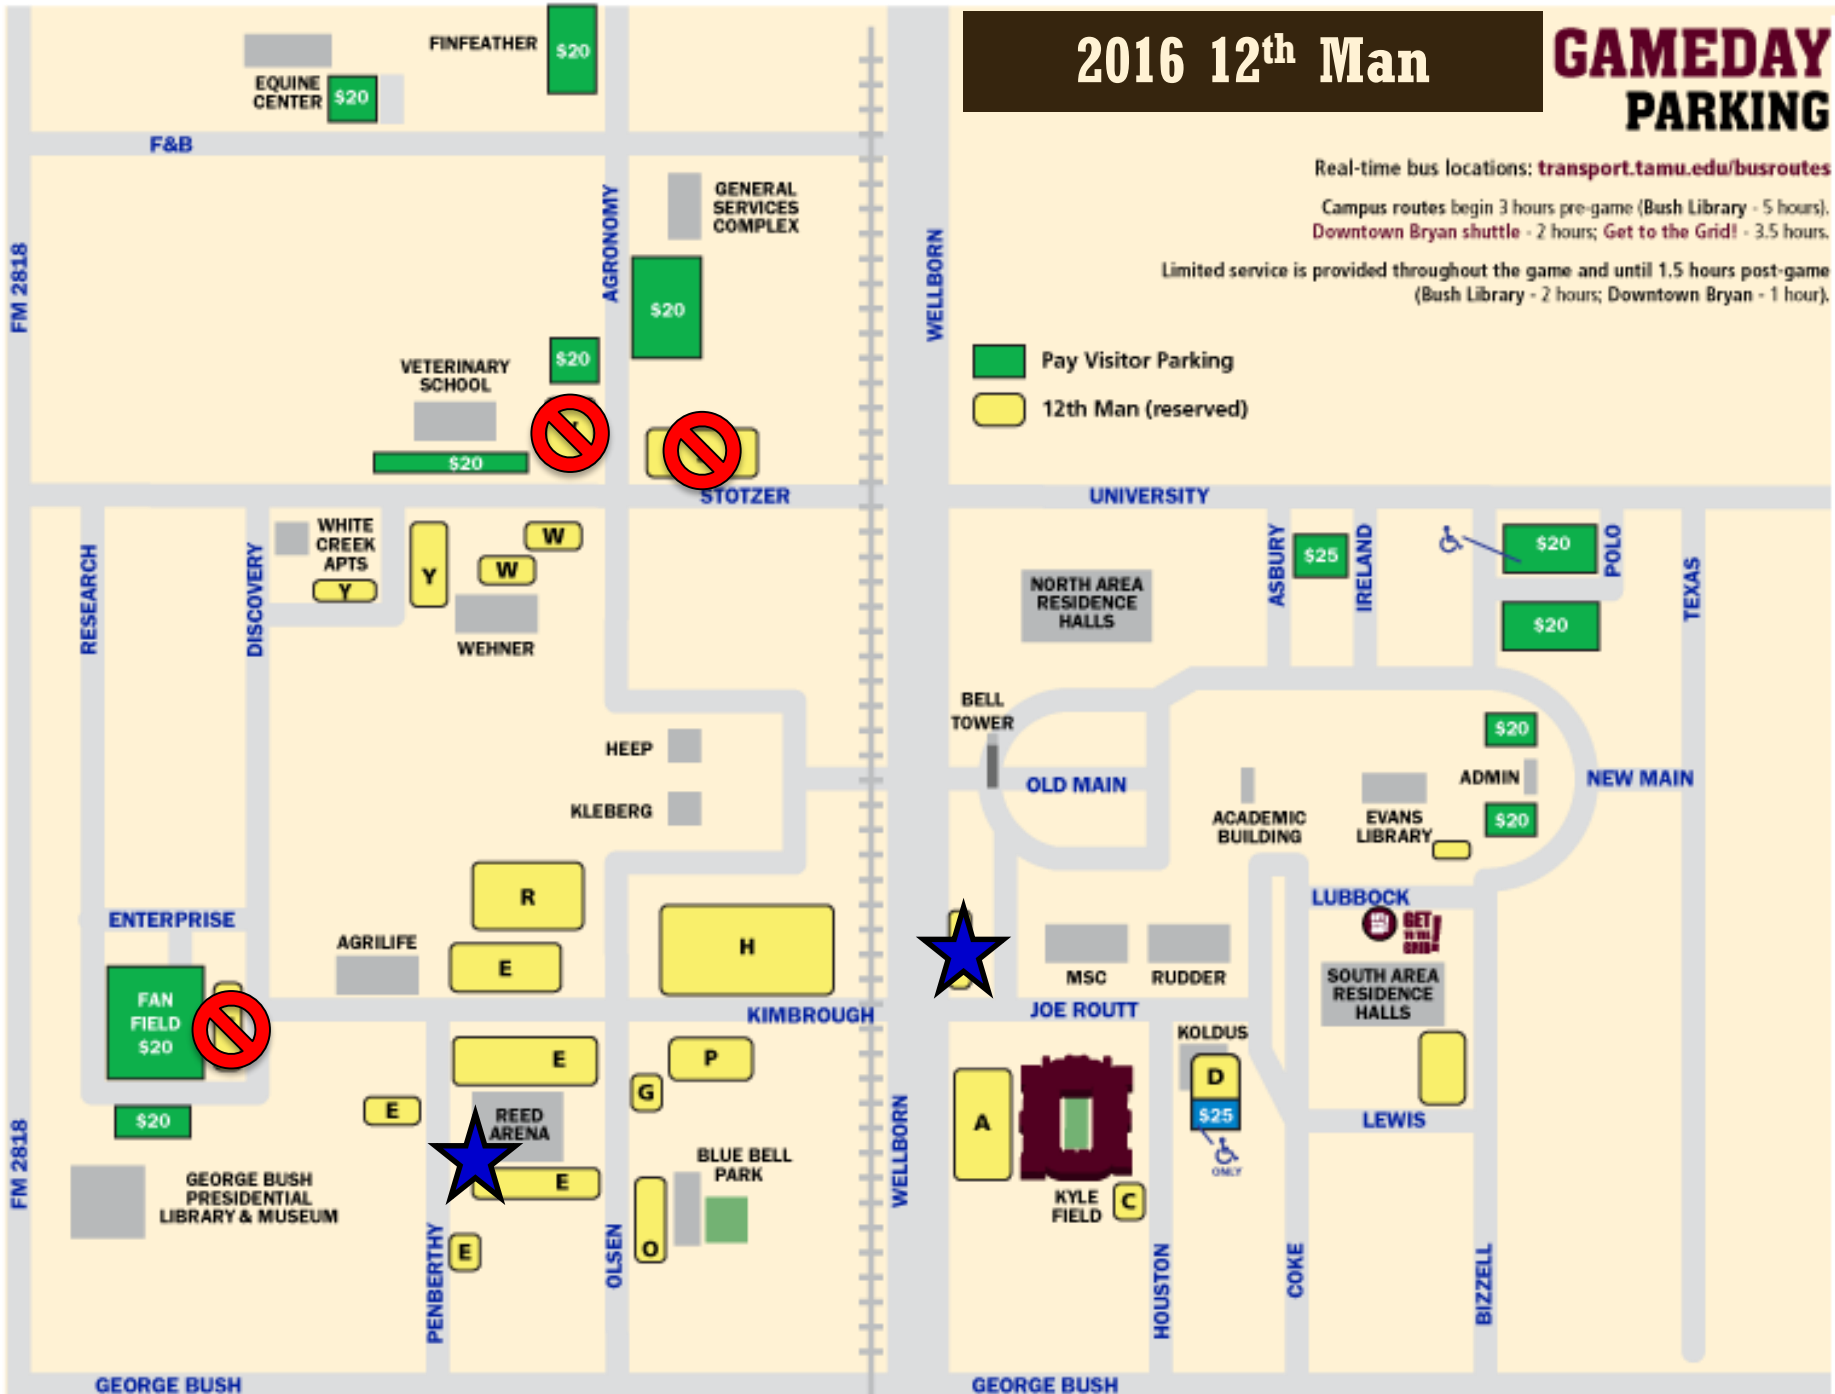 2016 12th Man
GAMEDAY
PARKING
Real-time bus locations: transport.tamu.edu/busroutes
Campus routes begin 3 hours pre-game (Bush Library - 5 hours).
Downtown Bryan shuttle - 2 hours; Get to the Grid! - 3.5 hours.
Limited service is provided throughout the game and until 1.5 hours post-game
(Bush Library - 2 hours; Downtown Bryan - 1 hour).
Pay Visitor Parking
12th Man (reserved)
FINFEATHER
$20
EQUINE
CENTER
$20
F&B
FM 2818
AGRONOMY
GENERAL
SERVICES
COMPLEX
$20
WELLBORN
VETERINARY
SCHOOL
$20
$20
STOTZER
UNIVERSITY
RESEARCH
DISCOVERY
WHITE
CREEK
APTS
Y
Y
W
W
WEHNER
ASBURY
$25
IRELAND
$20
POLO
$20
TEXAS
NORTH AREA
RESIDENCE
HALLS
BELL
TOWER
HEEP
KLEBERG
OLD MAIN
ACADEMIC
BUILDING
EVANS
LIBRARY
$20
ADMIN
$20
NEW MAIN
LUBBOCK
GET
TO THE
GRID!
ENTERPRISE
AGRILIFE
R
E
H
MSC
RUDDER
SOUTH AREA
RESIDENCE
HALLS
FAN
FIELD
$20
KIMBROUGH
JOE ROUTT
KOLDUS
D
$25
ONLY
$20
E
E
REED
ARENA
E
E
P
G
O
BLUE BELL
PARK
A
KYLE
FIELD
C
LEWIS
FM 2818
GEORGE BUSH
PRESIDENTIAL
LIBRARY & MUSEUM
PENBERTHY
OLSEN
WELLBORN
HOUSTON
COKE
BIZZELL
GEORGE BUSH
GEORGE BUSH